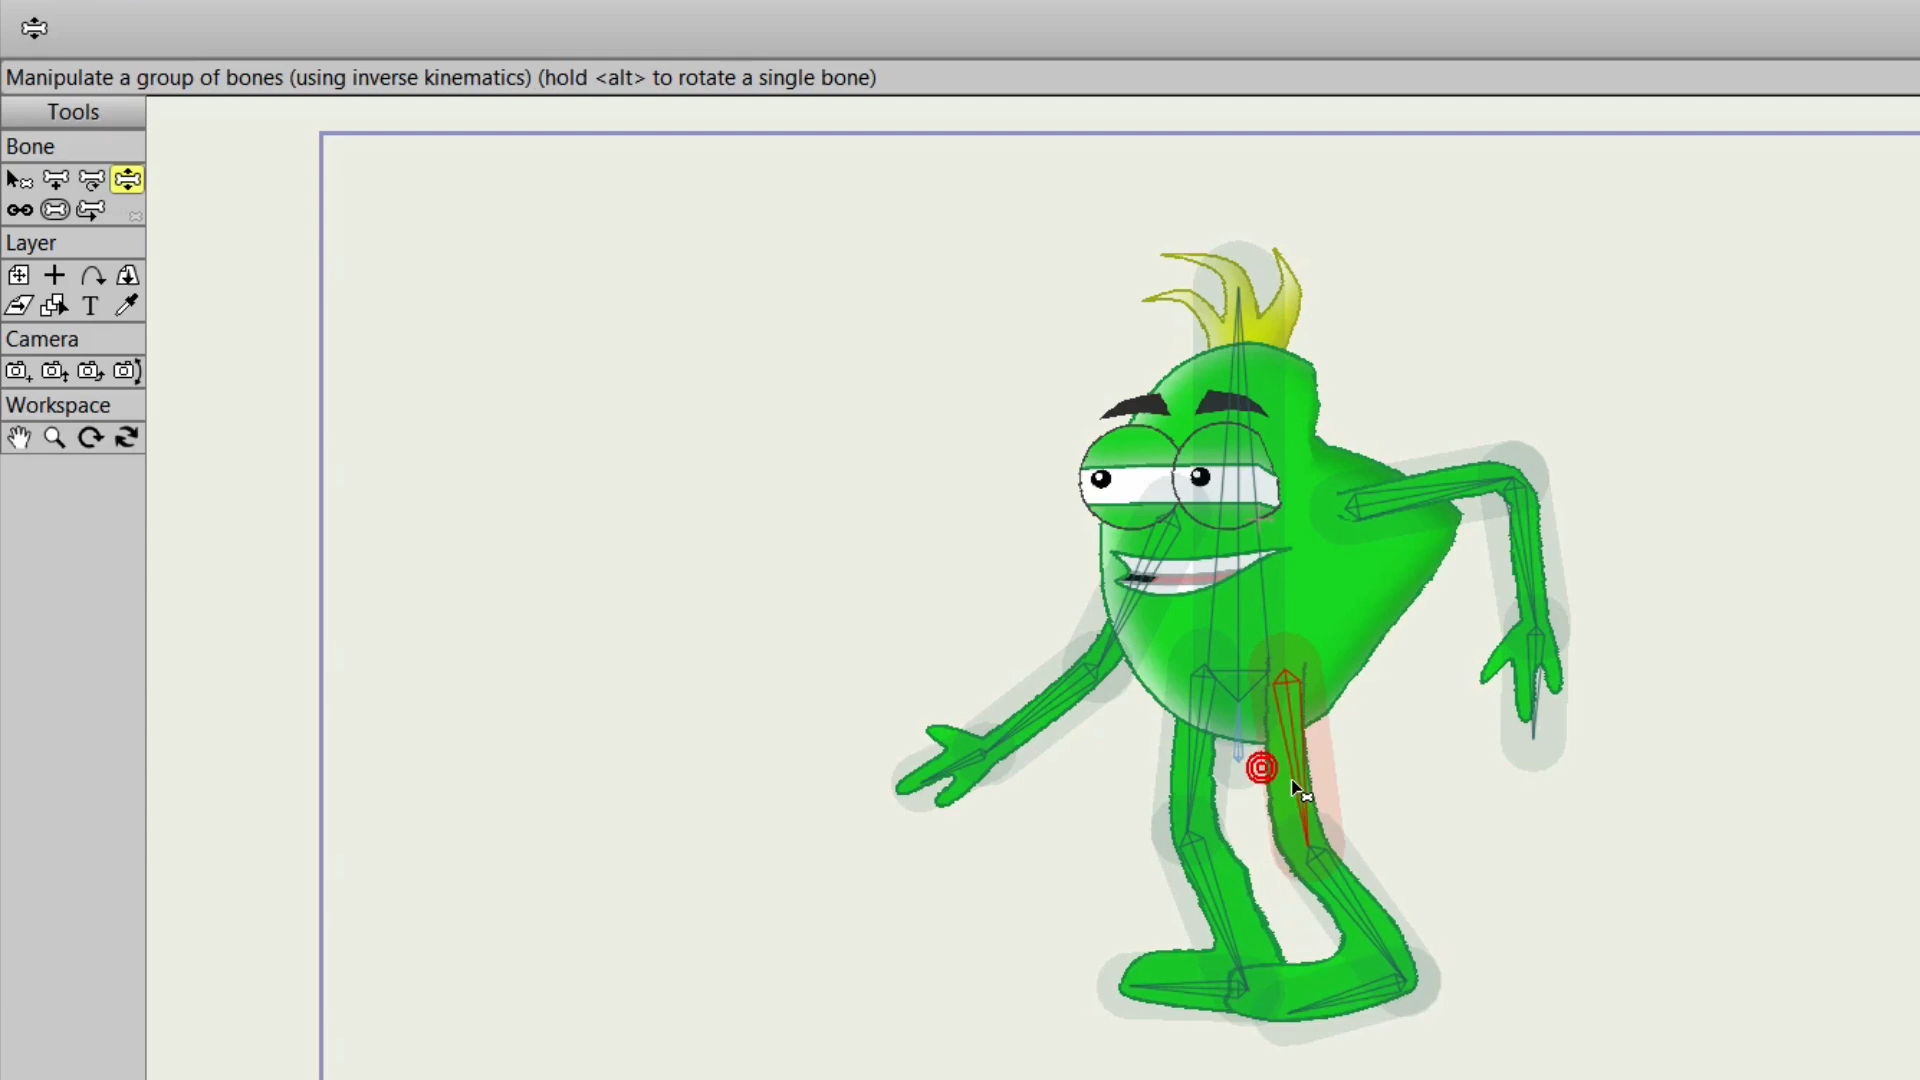 Manipulate a group of bones (using inverse kinematics) (hold <alt> to rotate a single bone)
Tools
Bone
Layer
T
Camera
Workspace